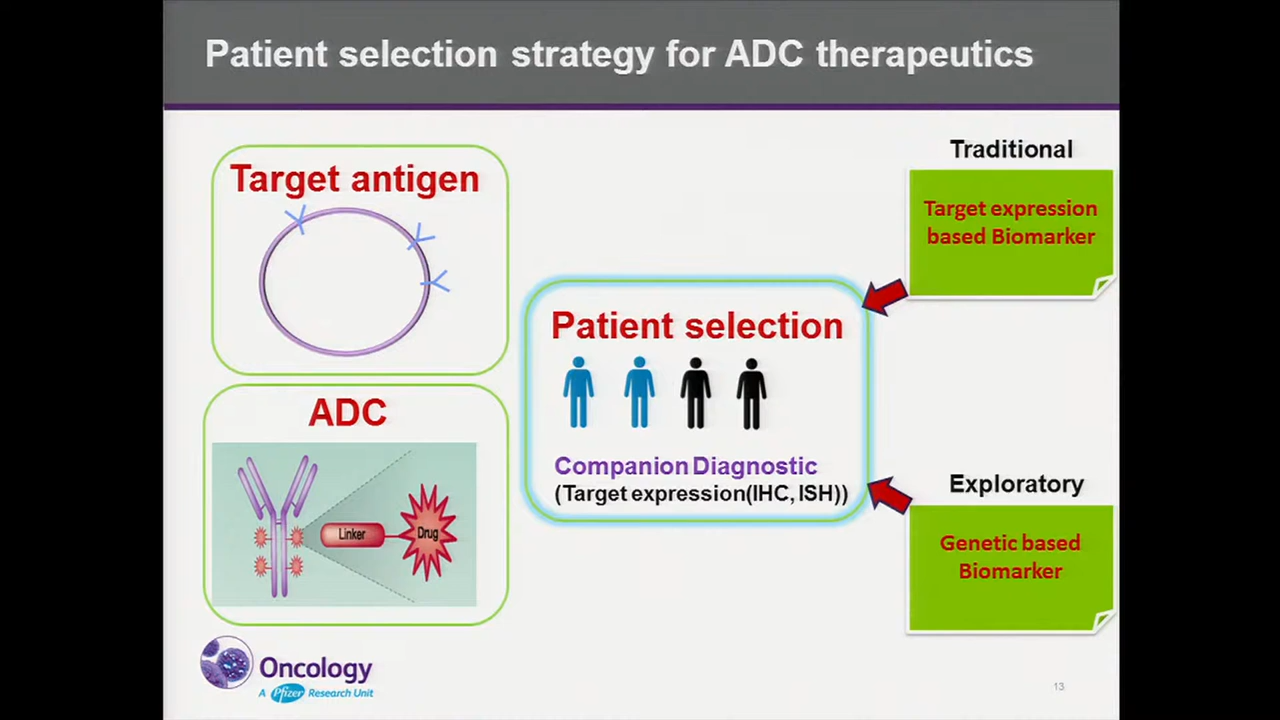 Patient selection strategy for ADC therapeutics
Target antigen
ADC
Linker
Drug
Patient selection
Companion Diagnostic
(Target expression(IHC, ISH))
Traditional
Target expression
based Biomarker
Exploratory
Genetic based
Biomarker
Oncology
A Pfizer Research Unit
13